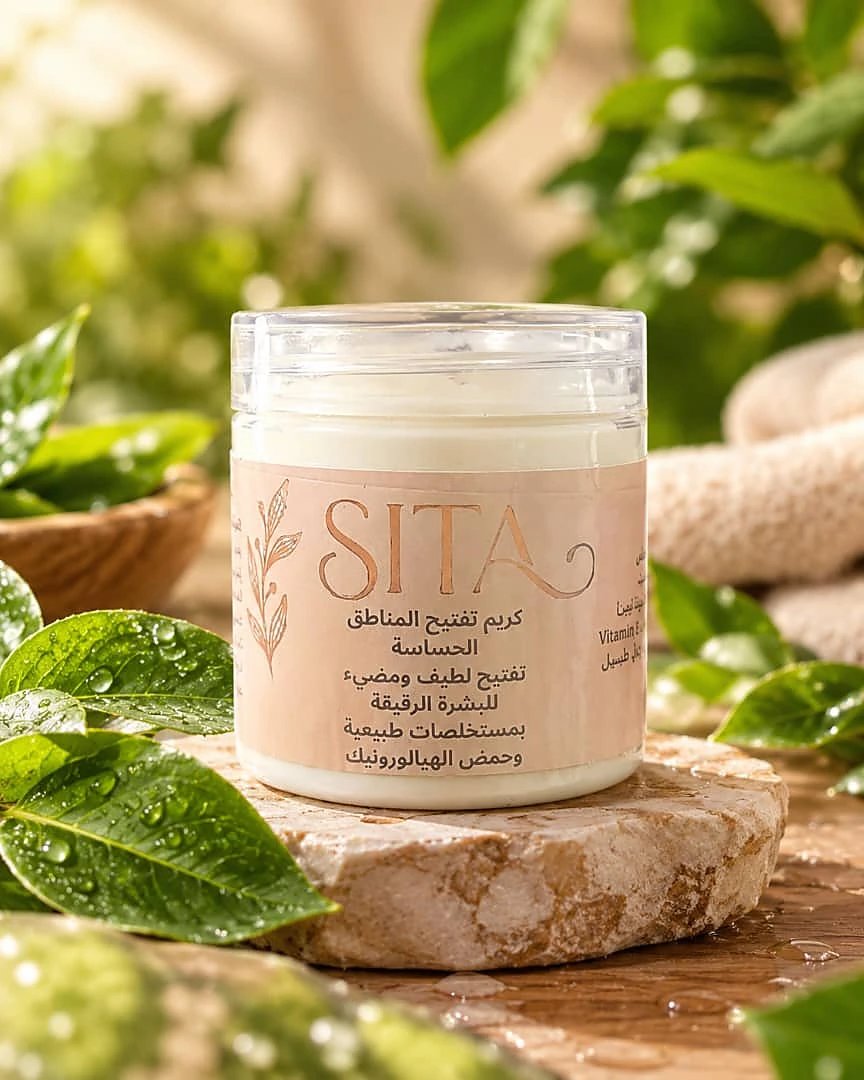 SITA
كريم تفتيح المناطق
الحساسة
تفتيح لطيف ومضيء
للبشرة الرقيقة
بمستخلصات طبيعية
وحمض الهيالورونيك
Vitamin E